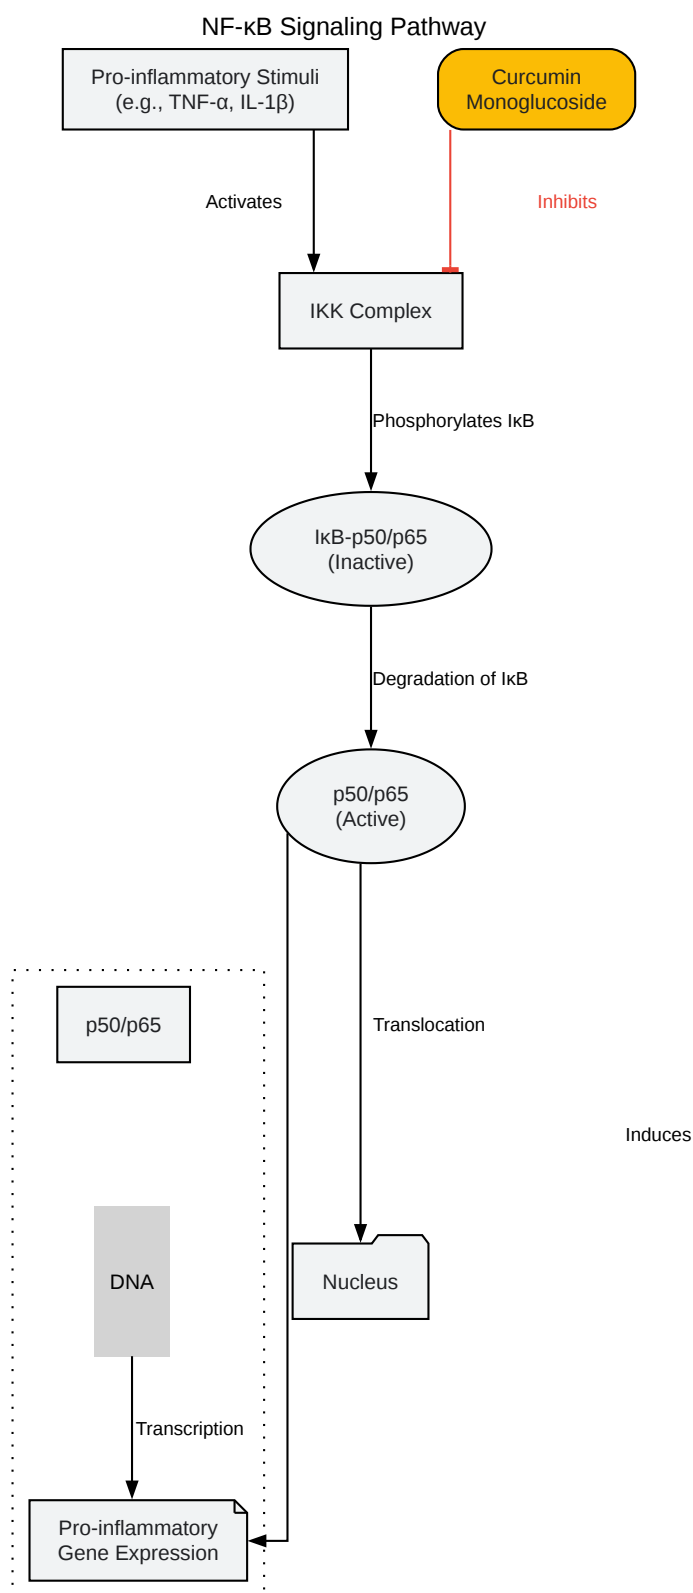 NF-κB Signaling Pathway
Pro-inflammatory Stimuli
(e.g., TNF-α, IL-1β)
Curcumin
Monoglucoside
Activates
Inhibits
IKK Complex
Phosphorylates IκB
IκB-p50/p65
(Inactive)
Degradation of IκB
p50/p65
(Active)
p50/p65
Translocation
Induces
DNA
Nucleus
Transcription
Pro-inflammatory
Gene Expression